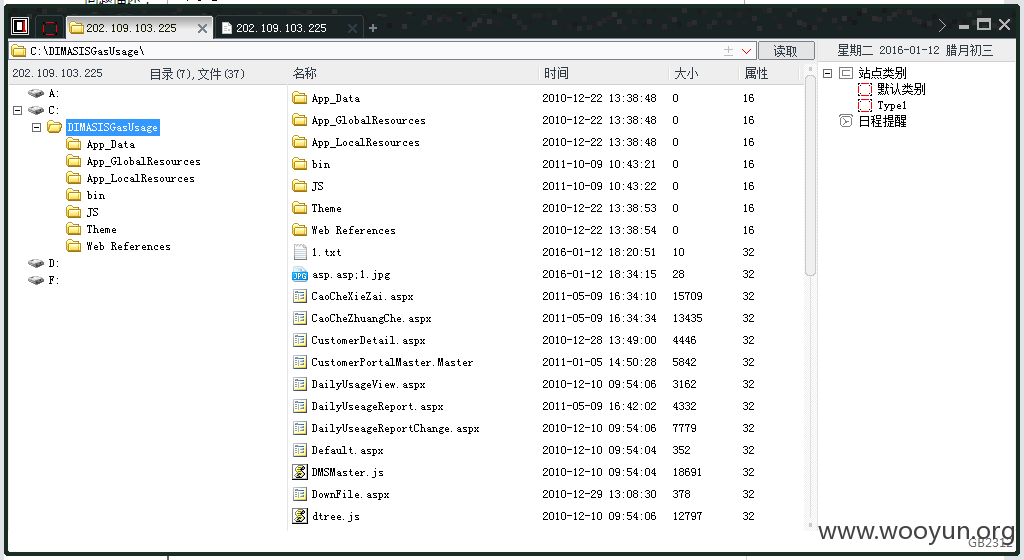 202.109.103.225 202.109.103.225
C:\DIMASISGasUsage\ 读取 星期二 2016-01-12 腊月初三
202.109.103.225 目录(7),文件(37) 名称 时间 大小 属性
A:
C:
DIMASISGasUsage
App_Data
App_GlobalResources
App_LocalResources
bin
JS
Theme
Web References
D:
F:
App_Data 2010-12-22 13:38:48 0 16
App_GlobalResources 2010-12-22 13:38:48 0 16
App_LocalResources 2010-12-22 13:38:48 0 16
bin 2011-10-09 10:43:21 0 16
JS 2011-10-09 10:43:22 0 16
Theme 2010-12-22 13:38:53 0 16
Web References 2010-12-22 13:38:54 0 16
1.txt 2016-01-12 18:20:51 10 32
JPG asp.asp;1.jpg 2016-01-12 18:34:15 28 32
CaoCheXieZai.aspx 2011-05-09 16:34:10 15709 32
CaoCheZhuangChe.aspx 2011-05-09 16:34:34 13435 32
CustomerDetail.aspx 2010-12-28 13:49:00 4446 32
CustomerPortalMaster.Master 2011-01-05 14:50:28 5842 32
DailyUsageView.aspx 2010-12-10 09:54:06 3162 32
DailyUseageReport.aspx 2011-05-09 16:42:02 4332 32
DailyUseageReportChange.aspx 2010-12-10 09:54:06 7779 32
Default.aspx 2010-12-10 09:54:04 352 32
DMSMaster.js 2010-12-10 09:54:04 18691 32
DownFile.aspx 2010-12-29 13:08:30 378 32
dtree.js 2010-12-10 09:54:06 12797 32
站点类别
默认类别
Type1
日程提醒
www.wooyun.org
GB2312